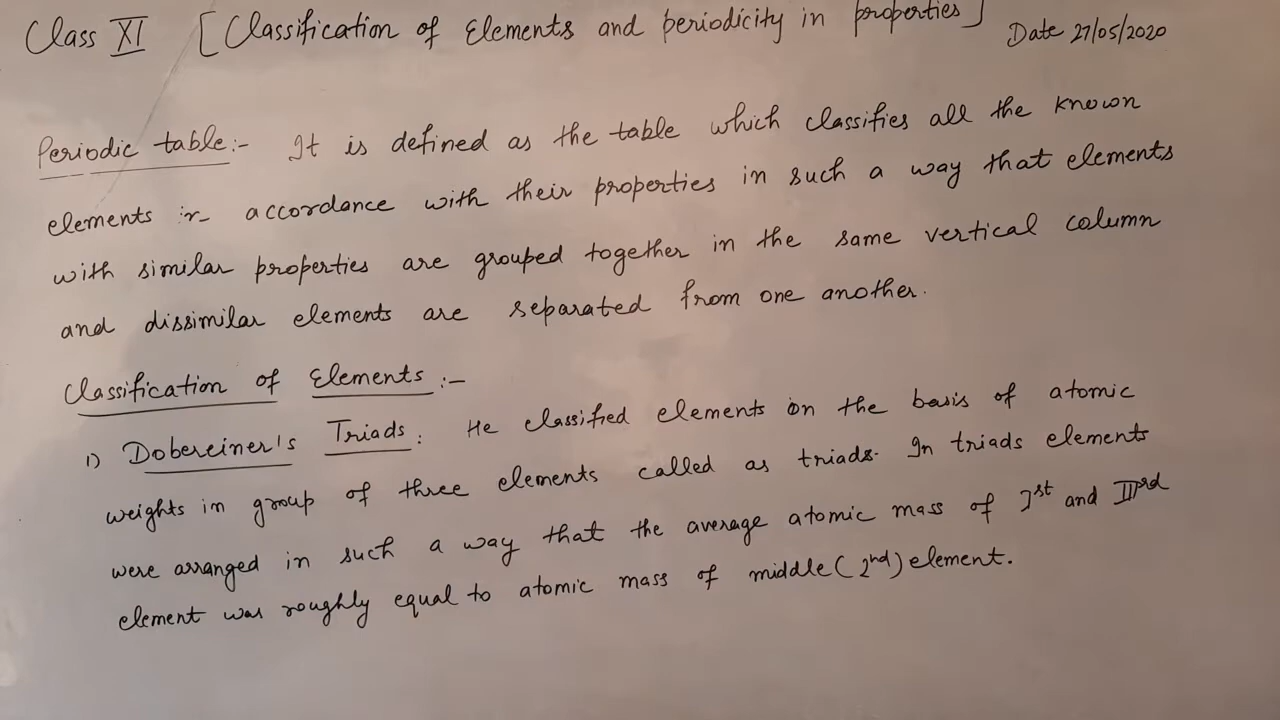 Class XI [Classification of Elements and periodicity in properties] Date 27/05/2020
Periodic table:- It is defined as the table which classifies all the known
elements in accordance with their properties in such a way that elements
with similar properties are grouped together in the same vertical column
and dissimilar elements are separated from one another.
Classification of Elements :-
1) Dobereiner's Triads: He classified elements on the basis of atomic
weights in group of three elements called as triads. In triads elements
were arranged in such a way that the average atomic mass of Ist and IIIrd
element was roughly equal to atomic mass of middle (2nd) element.